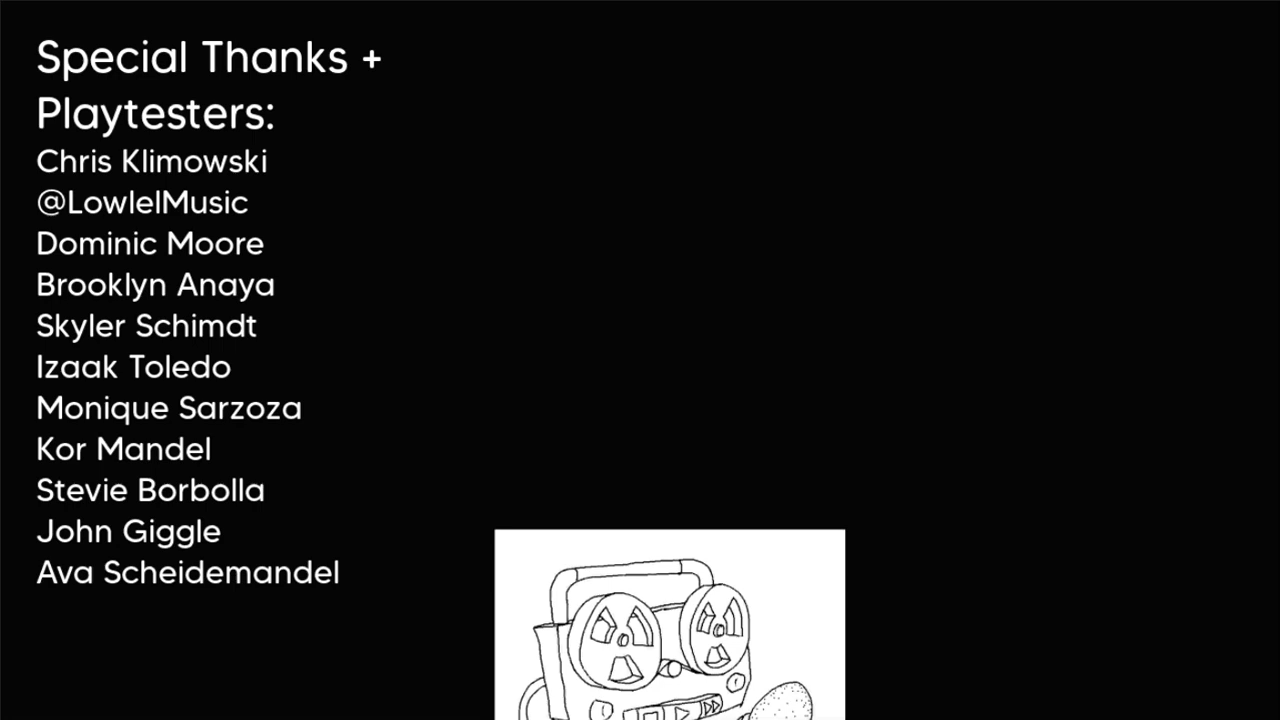 Special Thanks +
Playtesters:
Chris Klimowski
@LowlelMusic
Dominic Moore
Brooklyn Anaya
Skyler Schimdt
Izaak Toledo
Monique Sarzoza
Kor Mandel
Stevie Borbolla
John Giggle
Ava Scheidemandel